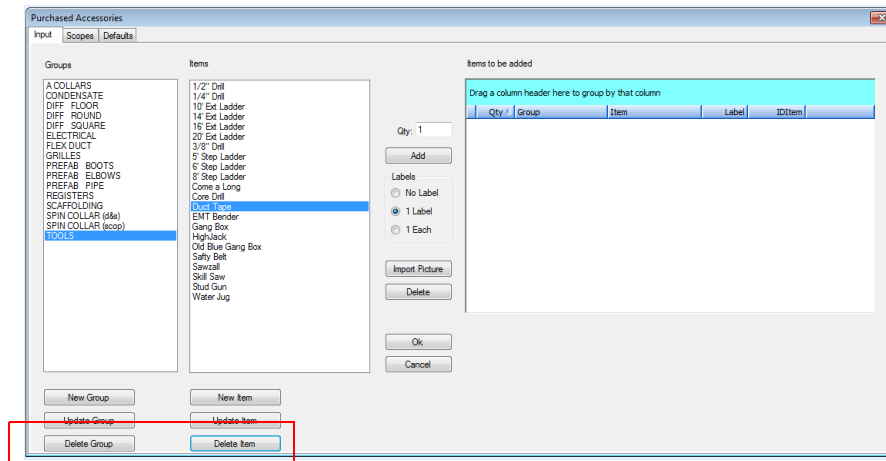 Purchased Accessories
Input Scopes Defaults
Groups
A COLLARS
CONDENSATE
DIFF FLOOR
DIFF ROUND
DIFF SQUARE
ELECTRICAL
FLEX DUCT
GRILLES
PREFAB BOOTS
PREFAB ELBOWS
PREFAB PIPE
REGISTERS
SCAFFOLDING
SPIN COLLAR (d&s)
SPIN COLLAR (scop)
TOOLS
New Group
Update Group
Delete Group
Items
1/2" Drill
1/4" Drill
10' Ext Ladder
14' Ext Ladder
16' Ext Ladder
20' Ext Ladder
3/8" Drill
5' Step Ladder
6' Step Ladder
8' Step Ladder
Come a Long
Core Drill
Duct Tape
EMT Bender
Gang Box
HighJack
Old Blue Gang Box
Safty Belt
Sawzall
Skill Saw
Stud Gun
Water Jug
New Item
Update Item
Delete Item
Qty: 1
Add
Labels
No Label
1 Label
1 Each
Import Picture
Delete
Ok
Cancel
Items to be added
Drag a column header here to group by that column
Qty / Group Item Label IDItem